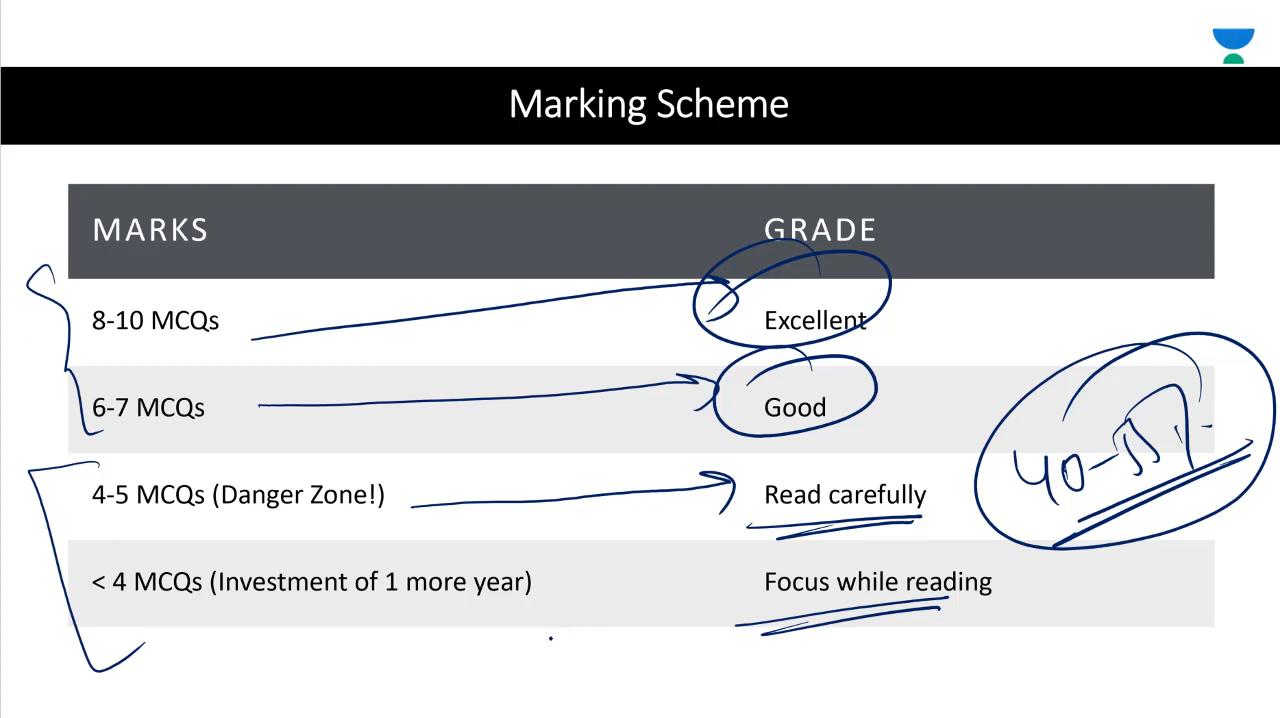 Marking Scheme
MARKS GRADE
8-10 MCQs Excellent
6-7 MCQs Good
4-5 MCQs (Danger Zone!) Read carefully
< 4 MCQs (Investment of 1 more year) Focus while reading